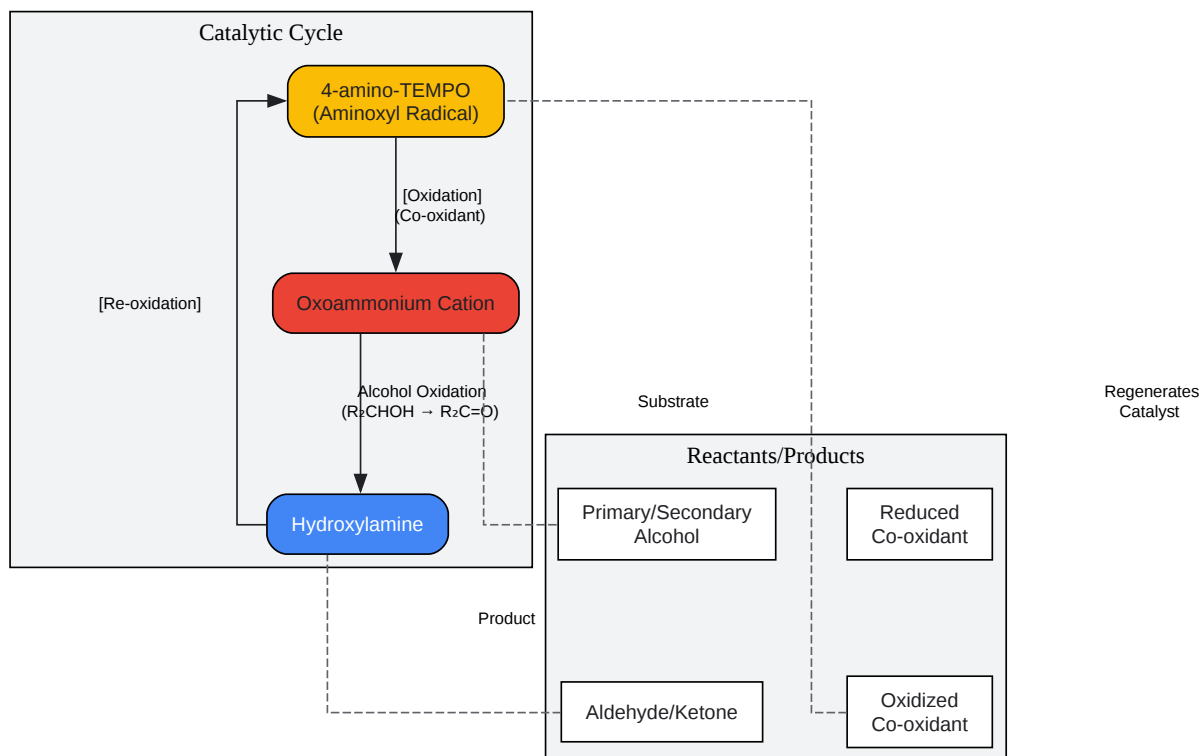 Catalytic Cycle
4-amino-TEMPO
(Aminoxyl Radical)
[Oxidation]
(Co-oxidant)
Oxoammonium Cation
[Re-oxidation]
Alcohol Oxidation
(R₂CHOH → R₂C=O)
Substrate
Regenerates
Catalyst
Reactants/Products
Hydroxylamine
Primary/Secondary
Alcohol
Reduced
Co-oxidant
Product
Aldehyde/Ketone
Oxidized
Co-oxidant